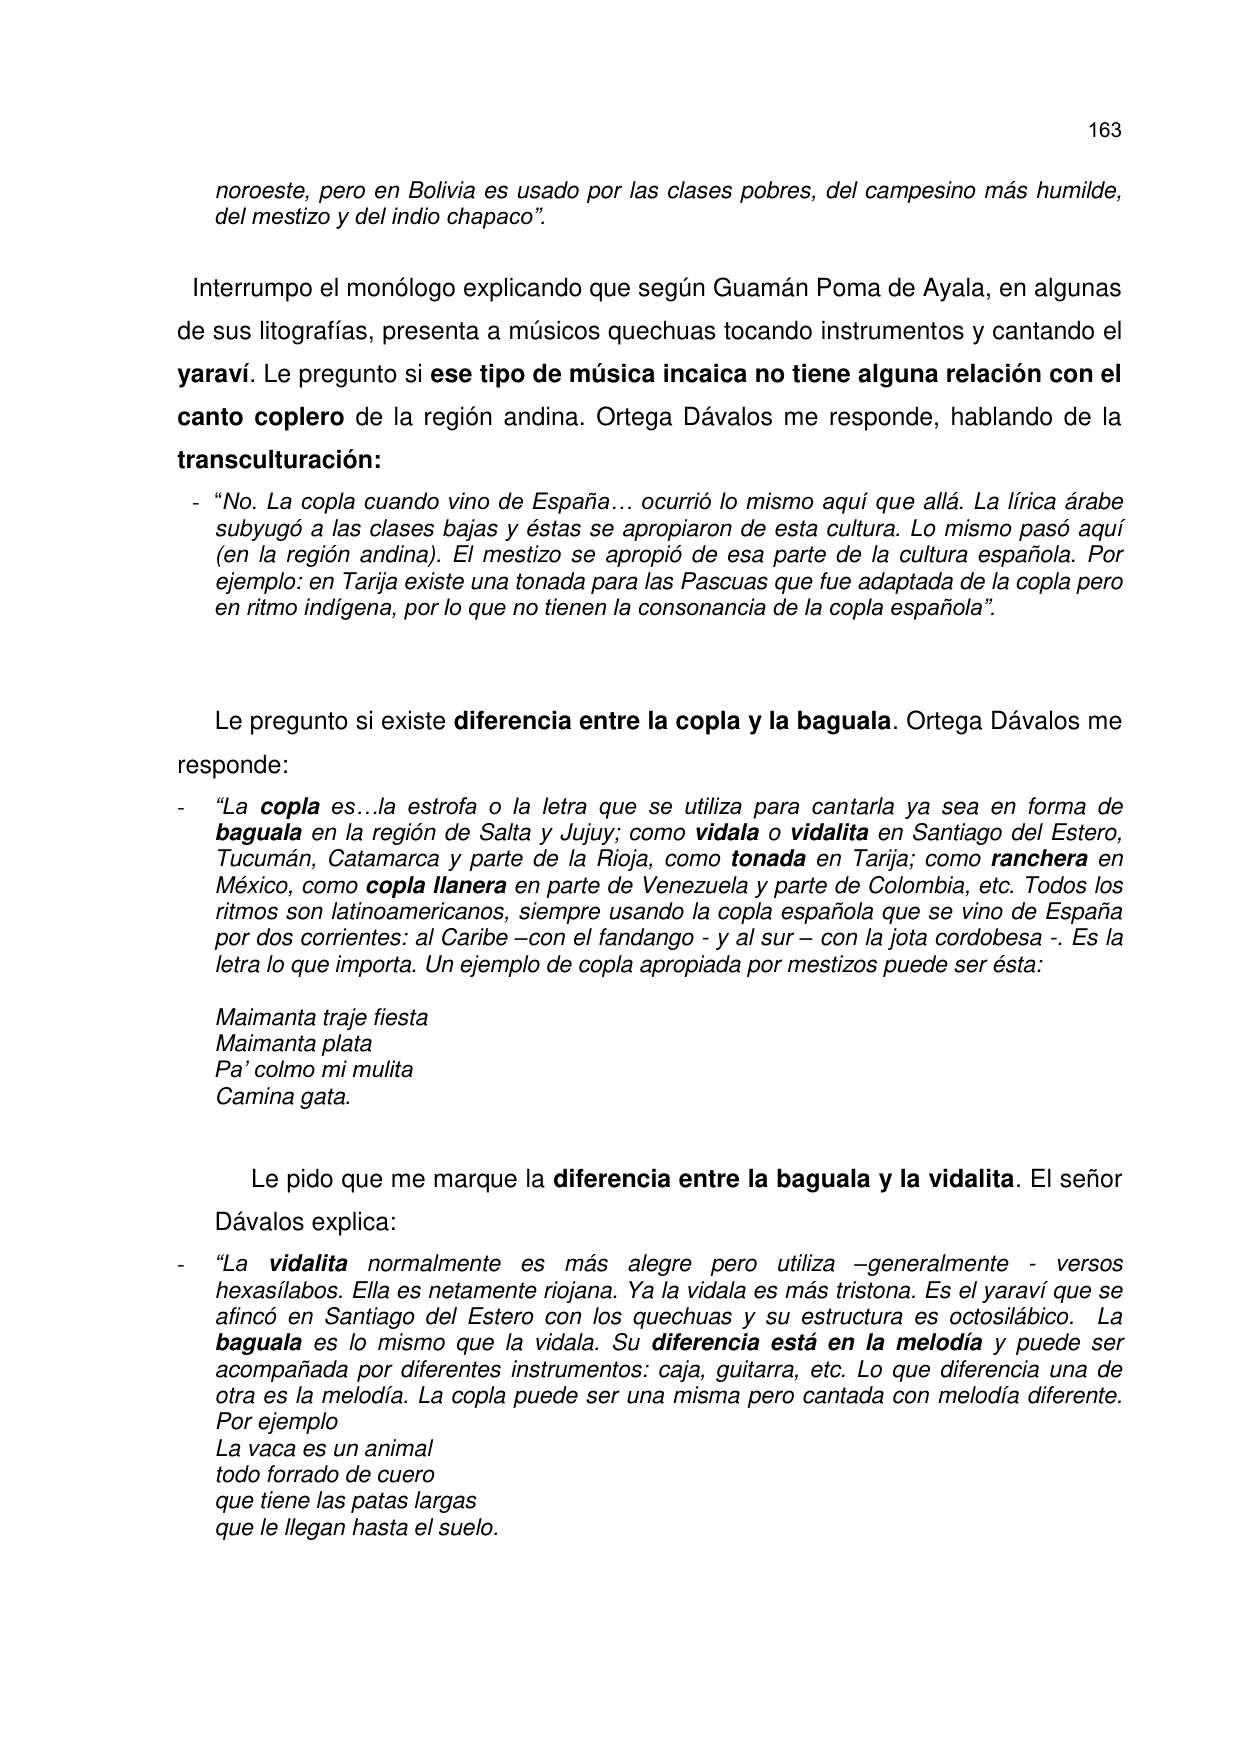 163
noroeste, pero en Bolivia es usado por las clases pobres, del campesino más humilde,
del mestizo y del indio chapaco”.
Interrumpo el monólogo explicando que según Guamán Poma de Ayala, en algunas
de sus litografías, presenta a músicos quechuas tocando instrumentos y cantando el
yaraví. Le pregunto si ese tipo de música incaica no tiene alguna relación con el
canto coplero de la región andina. Ortega Dávalos me responde, hablando de la
transculturación:
- “No. La copla cuando vino de España… ocurrió lo mismo aquí que allá. La lírica árabe
subyugó a las clases bajas y éstas se apropiaron de esta cultura. Lo mismo pasó aquí
(en la región andina). El mestizo se apropió de esa parte de la cultura española. Por
ejemplo: en Tarija existe una tonada para las Pascuas que fue adaptada de la copla pero
en ritmo indígena, por lo que no tienen la consonancia de la copla española”.
Le pregunto si existe diferencia entre la copla y la baguala. Ortega Dávalos me
responde:
- “La copla es…la estrofa o la letra que se utiliza para cantarla ya sea en forma de
baguala en la región de Salta y Jujuy; como vidala o vidalita en Santiago del Estero,
Tucumán, Catamarca y parte de la Rioja, como tonada en Tarija; como ranchera en
México, como copla llanera en parte de Venezuela y parte de Colombia, etc. Todos los
ritmos son latinoamericanos, siempre usando la copla española que se vino de España
por dos corrientes: al Caribe –con el fandango - y al sur – con la jota cordobesa -. Es la
letra lo que importa. Un ejemplo de copla apropiada por mestizos puede ser ésta:
Maimanta traje fiesta
Maimanta plata
Pa’ colmo mi mulita
Camina gata.
Le pido que me marque la diferencia entre la baguala y la vidalita. El señor
Dávalos explica:
- “La vidalita normalmente es más alegre pero utiliza –generalmente - versos
hexasílabos. Ella es netamente riojana. Ya la vidala es más tristona. Es el yaraví que se
afincó en Santiago del Estero con los quechuas y su estructura es octosilábico. La
baguala es lo mismo que la vidala. Su diferencia está en la melodía y puede ser
acompañada por diferentes instrumentos: caja, guitarra, etc. Lo que diferencia una de
otra es la melodía. La copla puede ser una misma pero cantada con melodía diferente.
Por ejemplo
La vaca es un animal
todo forrado de cuero
que tiene las patas largas
que le llegan hasta el suelo.